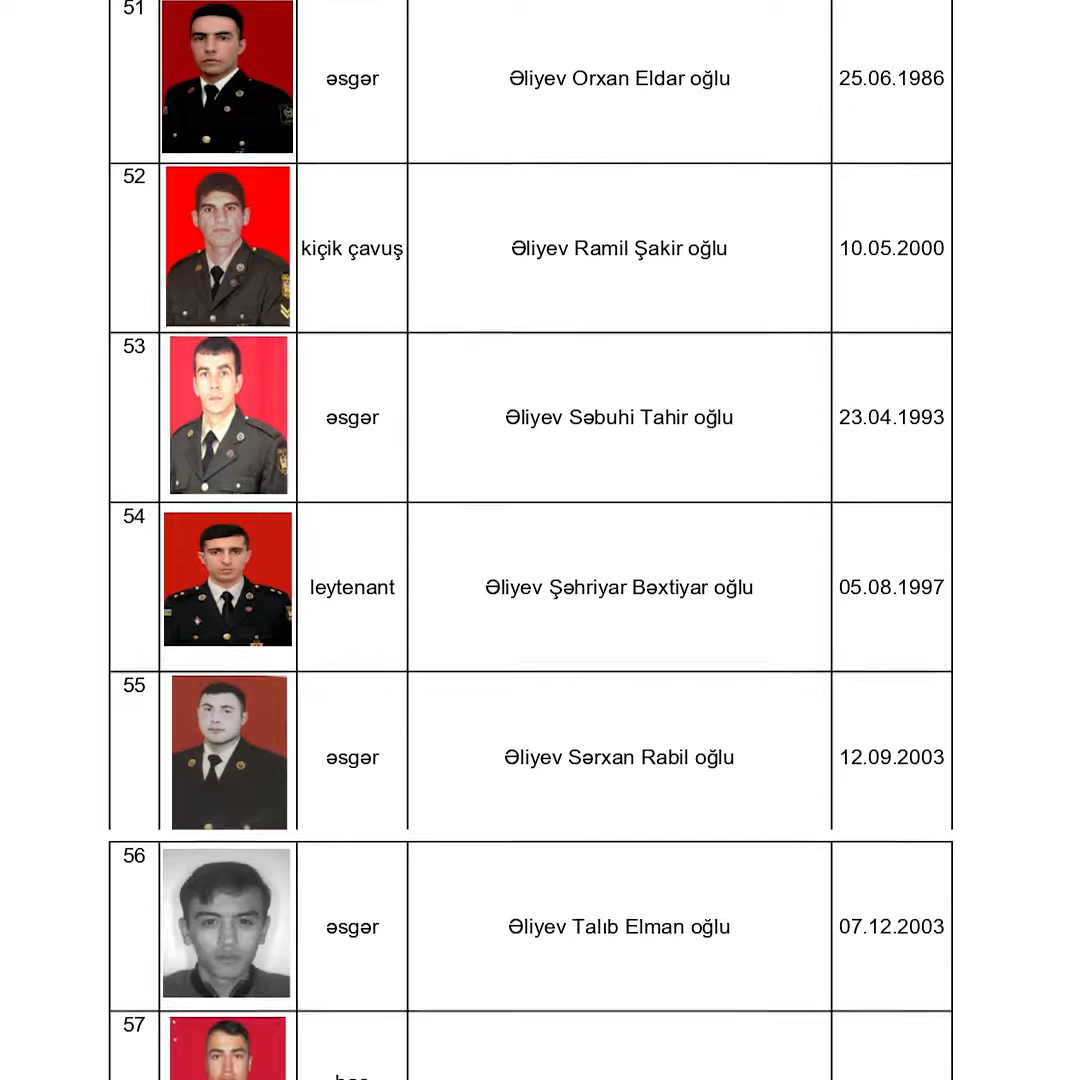 51
əsgər Əliyev Orxan Eldar oğlu 25.06.1986
52
kiçik çavuş Əliyev Ramil Şakir oğlu 10.05.2000
53
əsgər Əliyev Səbuhi Tahir oğlu 23.04.1993
54
leytenant Əliyev Şəhriyar Bəxtiyar oğlu 05.08.1997
55
əsgər Əliyev Sərxan Rabil oğlu 12.09.2003
56
əsgər Əliyev Talıb Elman oğlu 07.12.2003
57